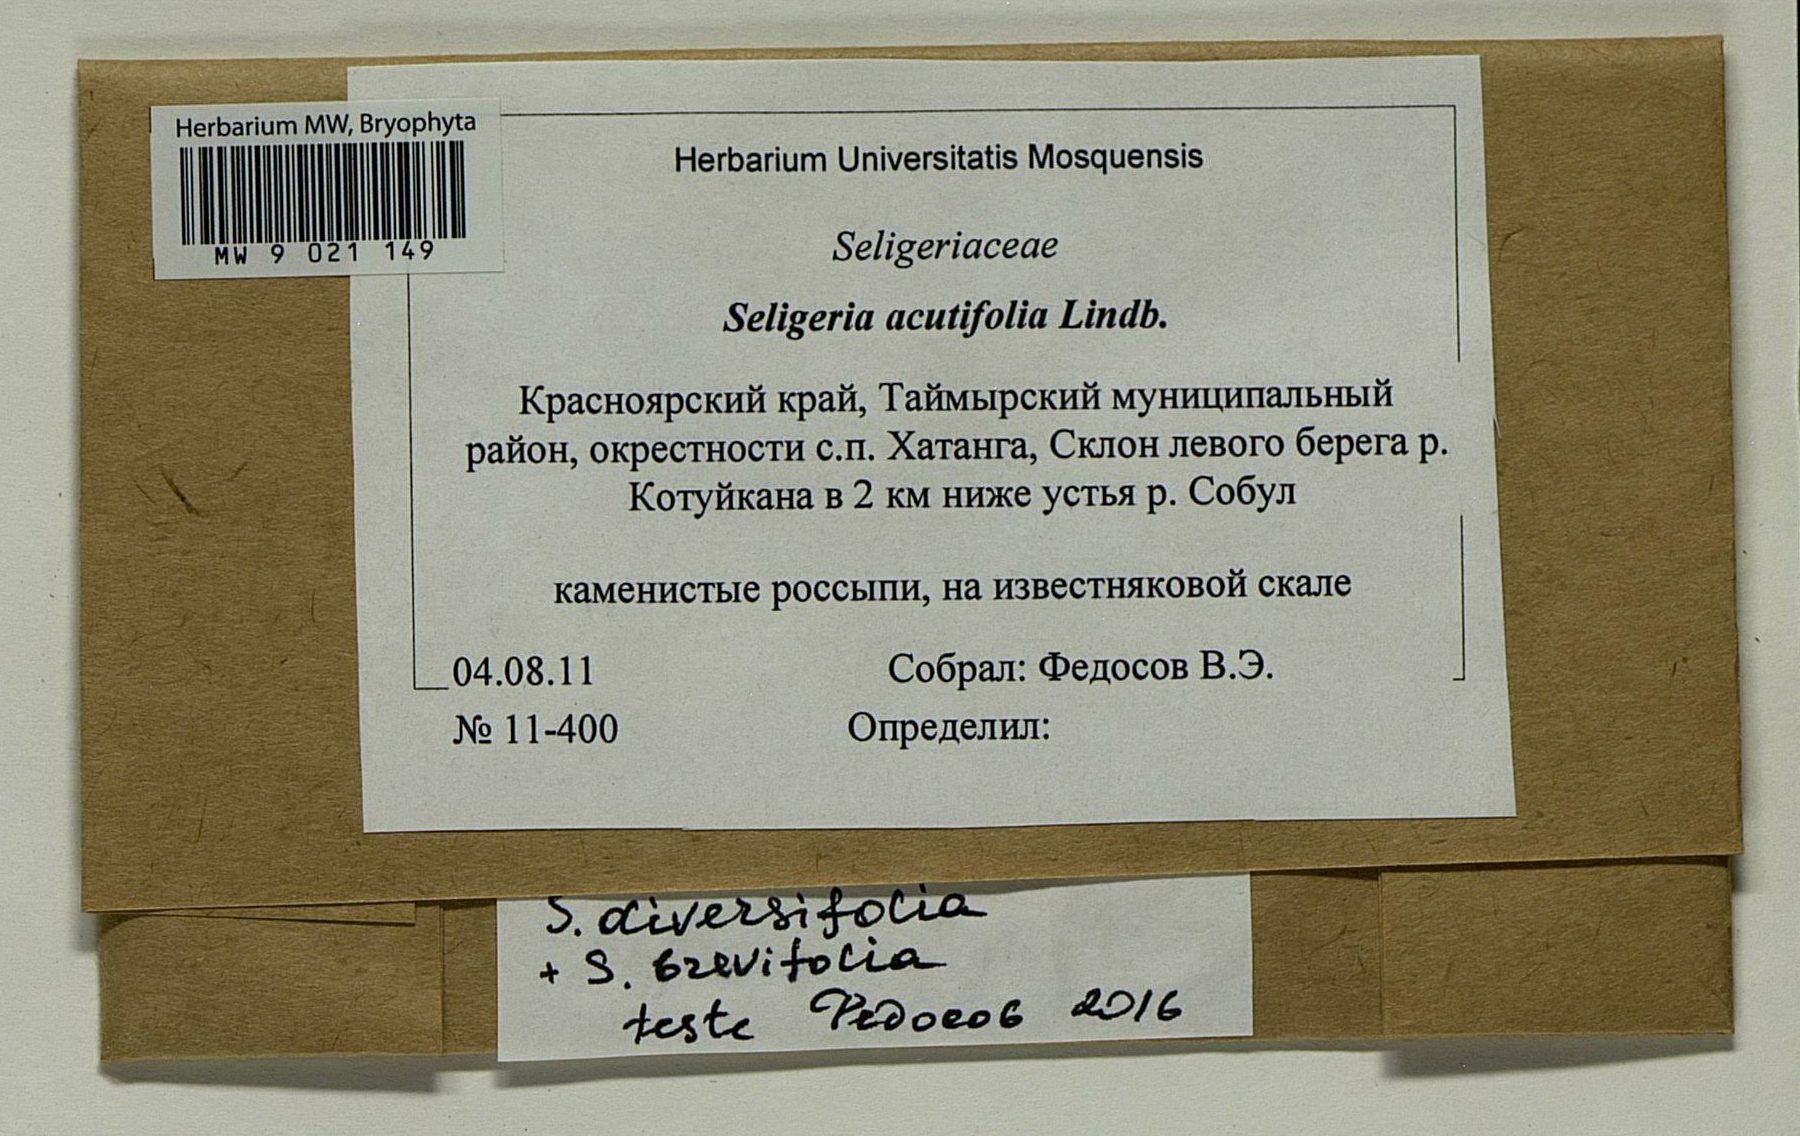 Herbarium MW, Bryophyta
MW 9 021 149
Herbarium Universitatis Mosquensis
Seligeriaceae
Seligeria acutifolia Lindb.
Красноярский край, Таймырский муниципальный
район, окрестности с.п. Хатанга, Склон левого берега р.
Котуйкана в 2 км ниже устья р. Собул
каменистые россыпи, на известняковой скале
04.08.11 Собрал: Федосов В.Э.
№ 11-400 Определил:
S. diversifolia
+ S. brevifolia
teste Федосов 2016